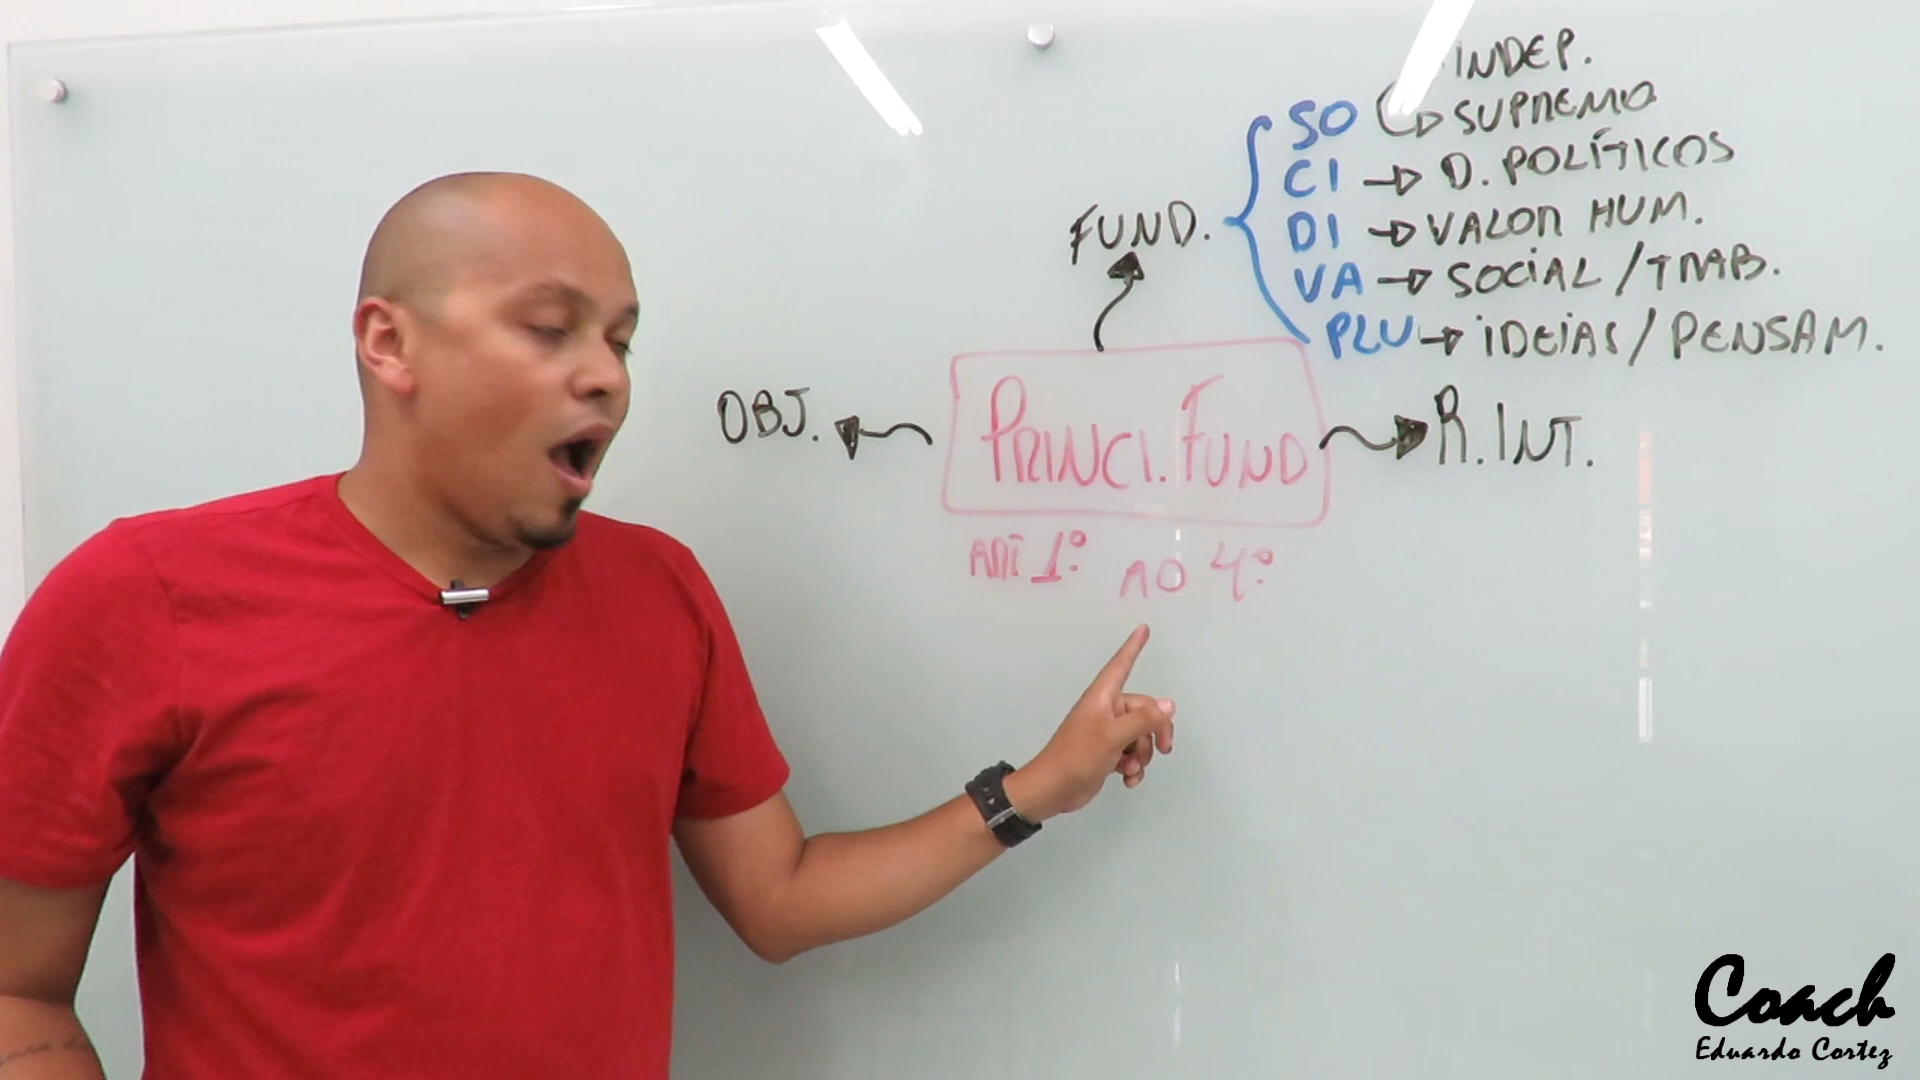 INDEP.
SO SUPREMA
CI → D. POLÍTICOS
FUND. DI → VALOR HUM.
VA → SOCIAL / TRAB.
PLU → IDEIAS / PENSAM.
OBJ. PRINCI. FUND R. INT.
ART 1º AO 4º
Coach
Eduardo Cortez